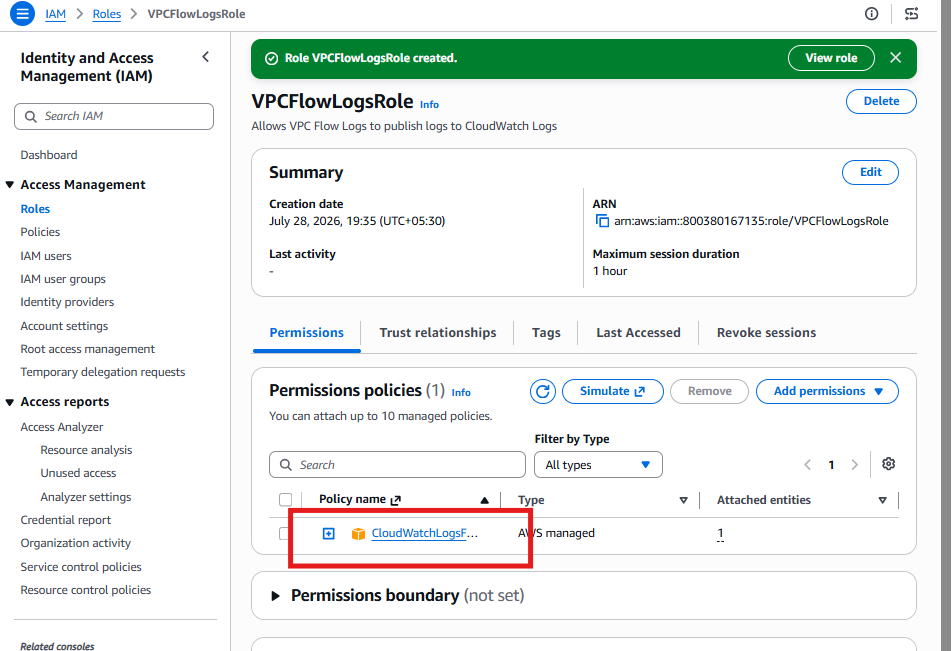 IAM > Roles > VPCFlowLogsRole
Identity and Access Management (IAM)
Search IAM
Dashboard
Access Management
Roles
Policies
IAM users
IAM user groups
Identity providers
Account settings
Root access management
Temporary delegation requests
Access reports
Access Analyzer
Resource analysis
Unused access
Analyzer settings
Credential report
Organization activity
Service control policies
Resource control policies
Related consoles
Role VPCFlowLogsRole created.
View role
VPCFlowLogsRole Info
Delete
Allows VPC Flow Logs to publish logs to CloudWatch Logs
Summary
Edit
Creation date
July 28, 2026, 19:35 (UTC+05:30)
ARN
arn:aws:iam::800380167135:role/VPCFlowLogsRole
Last activity
-
Maximum session duration
1 hour
Permissions Trust relationships Tags Last Accessed Revoke sessions
Permissions policies (1) Info
Simulate Remove Add permissions
You can attach up to 10 managed policies.
Filter by Type
Search
All types
1
Policy name Type Attached entities
CloudWatchLogsF... AWS managed 1
Permissions boundary (not set)